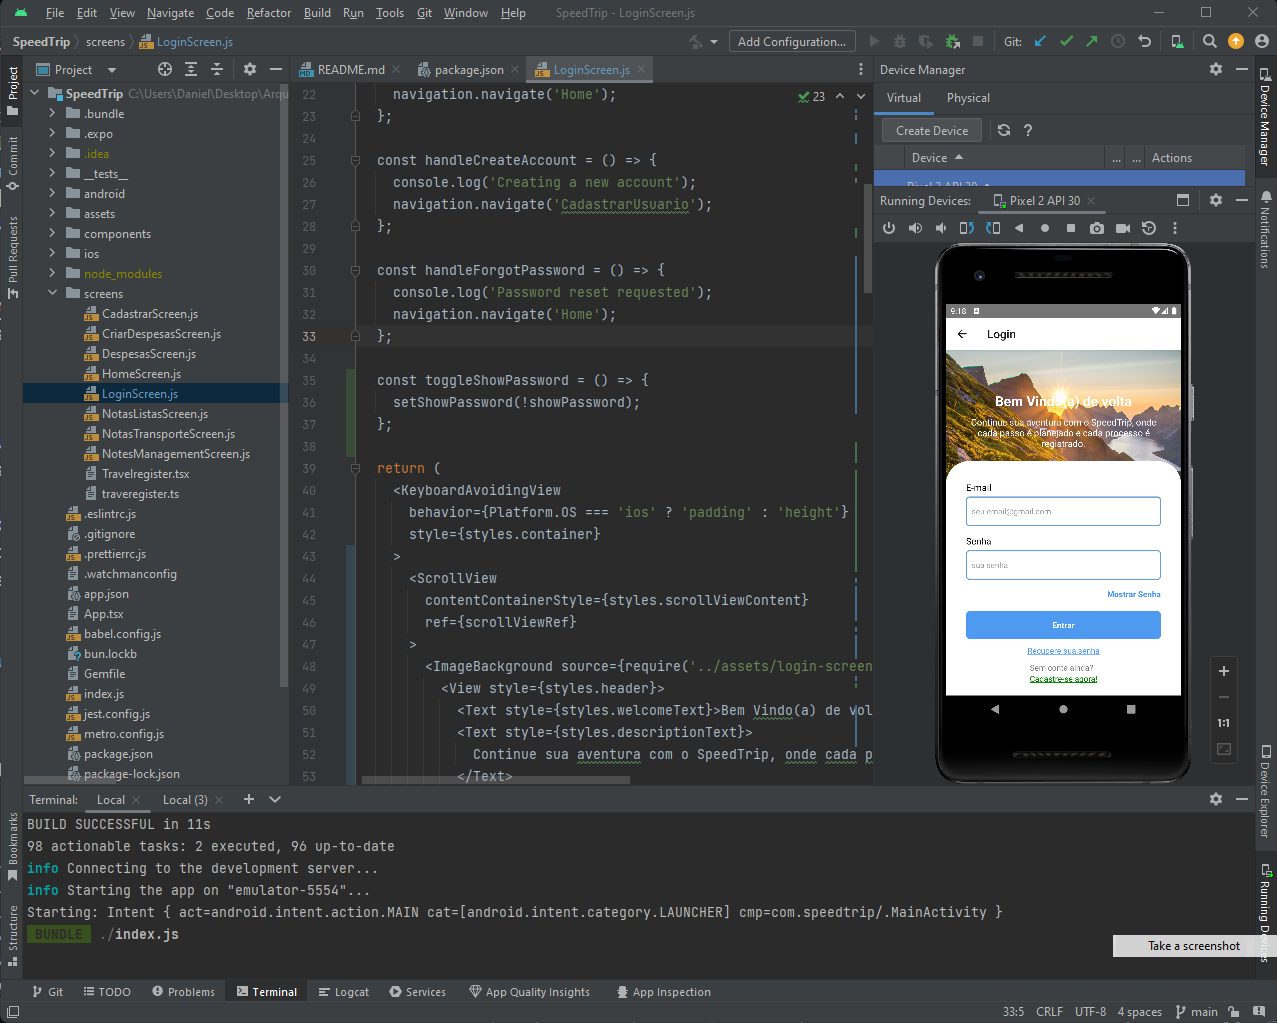 File Edit View Navigate Code Refactor Build Run Tools Git Window Help SpeedTrip - LoginScreen.js
SpeedTrip screens LoginScreen.js Add Configuration... Git:
Project README.md package.json LoginScreen.js Device Manager
Virtual Physical
Create Device ?
Device ... ... Actions
Pixel 2 API 30
Running Devices: Pixel 2 API 30
Project
Commit
Pull Requests
Bookmarks
Structure
SpeedTrip C:\Users\Daniel\Desktop\Arqu
.bundle
.expo
.idea
__tests__
android
assets
components
ios
node_modules
screens
CadastrarScreen.js
CriarDespesasScreen.js
DespesasScreen.js
HomeScreen.js
LoginScreen.js
NotasListasScreen.js
NotasTransporteScreen.js
NotesManagementScreen.js
Travelregister.tsx
traveregister.ts
.eslintrc.js
.gitignore
.prettierrc.js
.watchmanconfig
app.json
App.tsx
babel.config.js
bun.lockb
Gemfile
index.js
jest.config.js
metro.config.js
package.json
package-lock.json
23
22 navigation.navigate('Home');
23 };
24
25 const handleCreateAccount = () => {
26 console.log('Creating a new account');
27 navigation.navigate('CadastrarUsuario');
28 };
29
30 const handleForgotPassword = () => {
31 console.log('Password reset requested');
32 navigation.navigate('Home');
33 };
34
35 const toggleShowPassword = () => {
36 setShowPassword(!showPassword);
37 };
38
39 return (
40 <KeyboardAvoidingView
41 behavior={Platform.OS === 'ios' ? 'padding' : 'height'}
42 style={styles.container}
43 >
44 <ScrollView
45 contentContainerStyle={styles.scrollViewContent}
46 ref={scrollViewRef}
47 >
48 <ImageBackground source={require('../assets/login-screen
49 <View style={styles.header}>
50 <Text style={styles.welcomeText}>Bem Vindo(a) de vol
51 <Text style={styles.descriptionText}>
52 Continue sua aventura com o SpeedTrip, onde cada p
53 </Text>
9:18
Login
Bem Vindo(a) de volta
Continue sua aventura com o SpeedTrip, onde
cada passo é planejado e cada processo é
registrado.
E-mail
seu-email@gmail.com
Senha
sua senha
Mostrar Senha
Entrar
Recupere sua senha
Sem conta ainda?
Cadastre-se agora!
1:1
Device Manager
Notifications
Device Explorer
Running Devices
Terminal: Local Local (3)
BUILD SUCCESSFUL in 11s
98 actionable tasks: 2 executed, 96 up-to-date
info Connecting to the development server...
info Starting the app on "emulator-5554"...
Starting: Intent { act=android.intent.action.MAIN cat=[android.intent.category.LAUNCHER] cmp=com.speedtrip/.MainActivity }
BUNDLE ./index.js
Take a screenshot
Git TODO Problems Terminal Logcat Services App Quality Insights App Inspection
33:5 CRLF UTF-8 4 spaces main